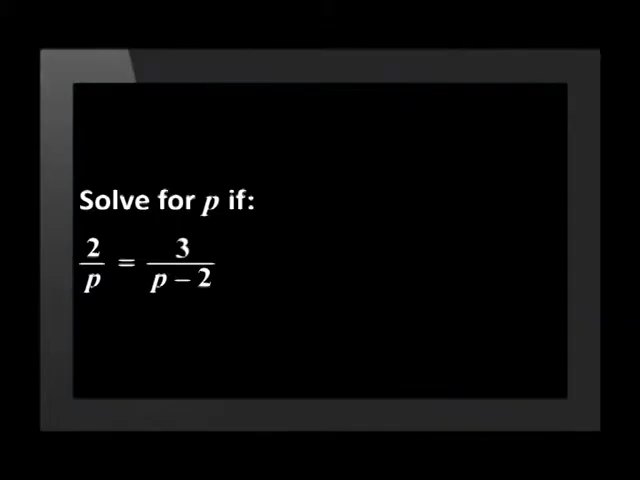 Solve for p if:
2/p = 3/(p − 2)